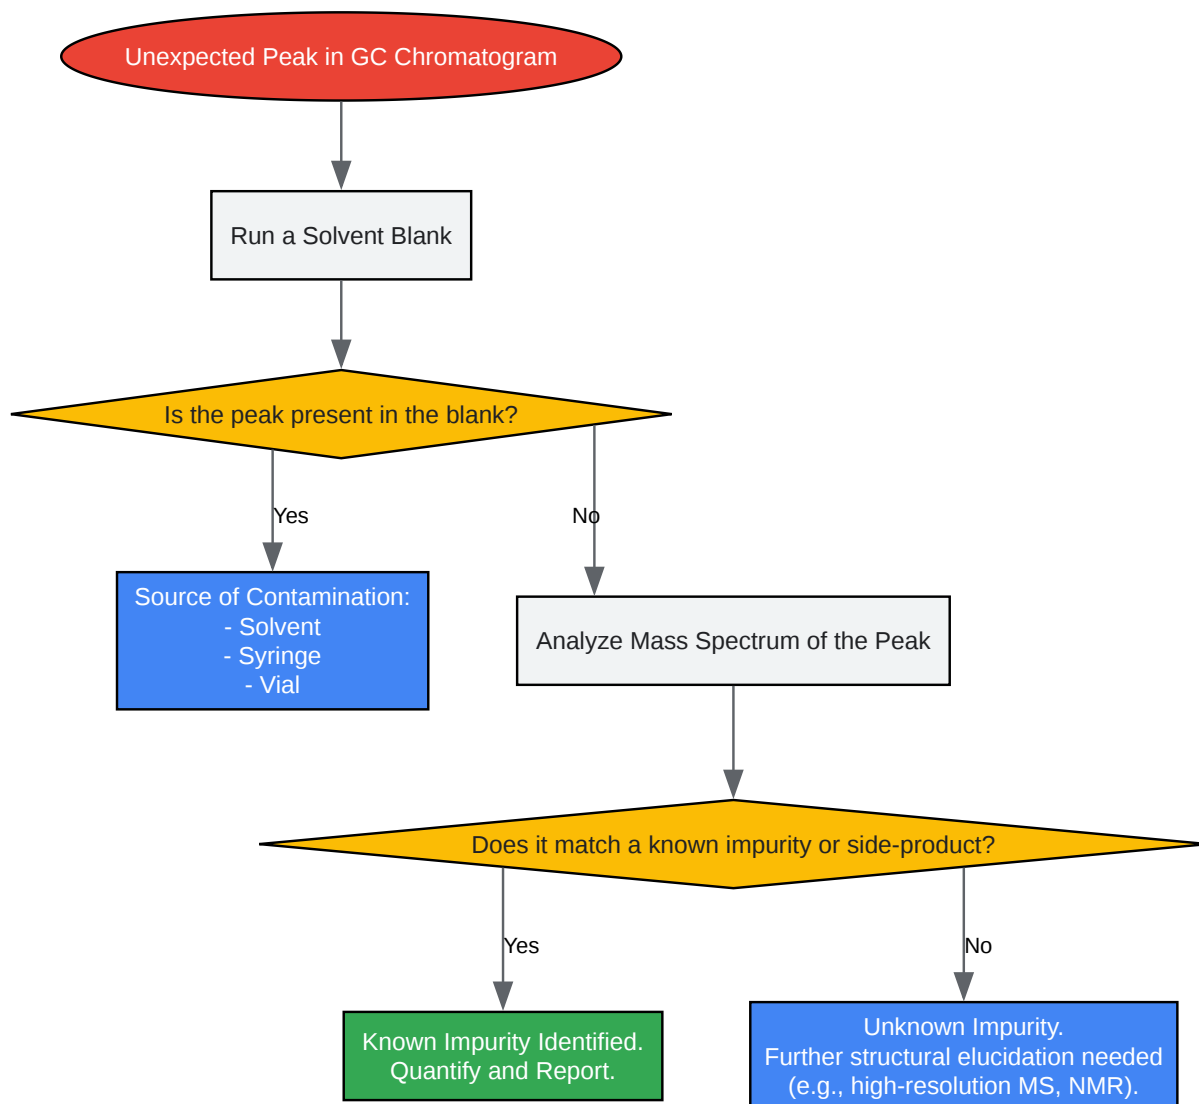 Unexpected Peak in GC Chromatogram
Run a Solvent Blank
Is the peak present in the blank?
Yes
No
Source of Contamination:
- Solvent
- Syringe
- Vial
Analyze Mass Spectrum of the Peak
Does it match a known impurity or side-product?
Yes
No
Known Impurity Identified.
Quantify and Report.
Unknown Impurity.
Further structural elucidation needed
(e.g., high-resolution MS, NMR).